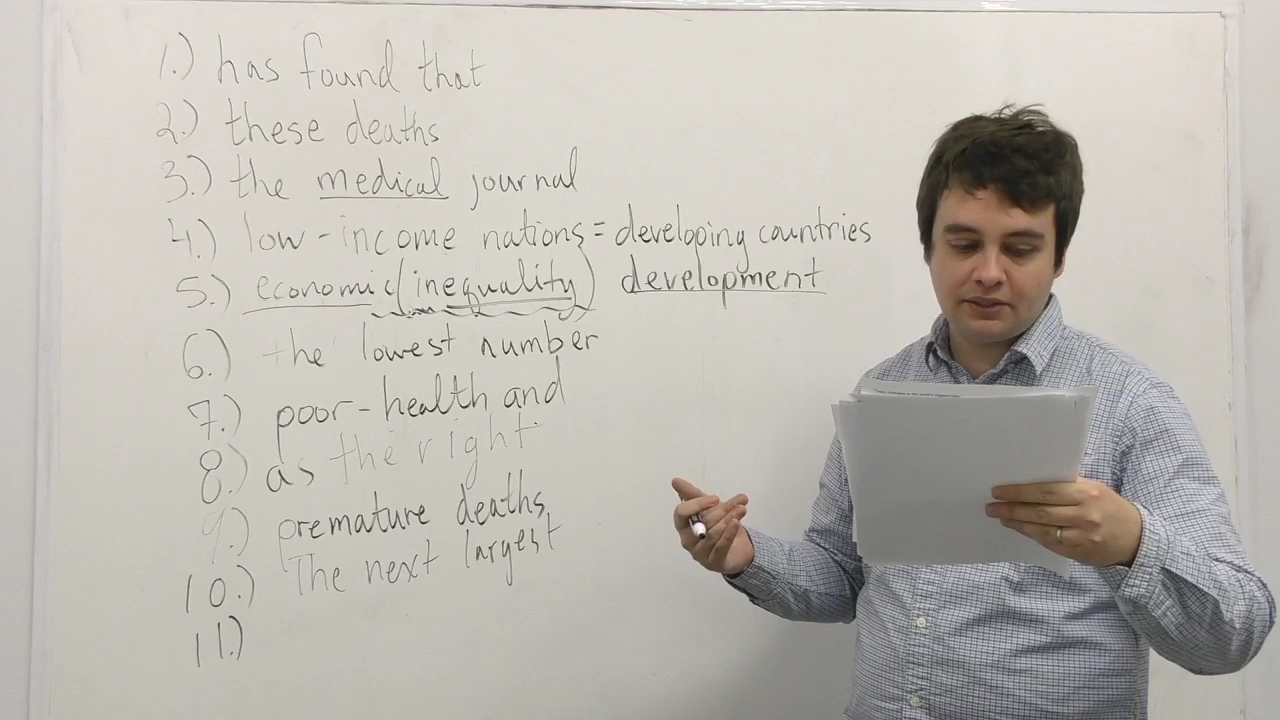 1.) has found that
2.) these deaths
3.) the medical journal
4.) low-income nations = developing countries
5.) economic (inequality) development
6.) the lowest number
7.) poor-health and
8.) as the right
9.) premature deaths
10.) The next largest
11.)